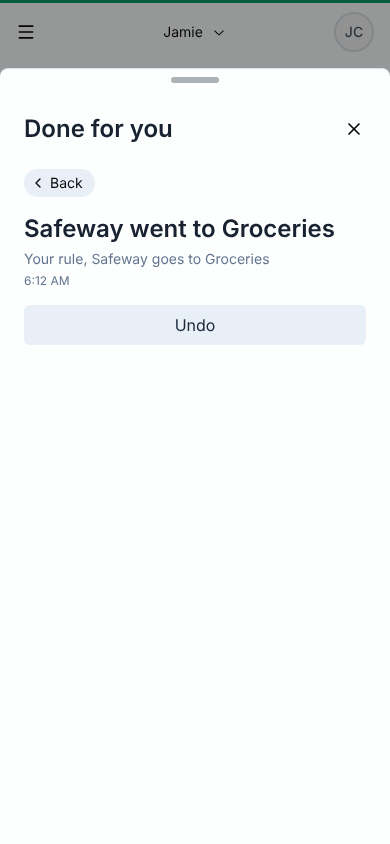 Jamie
JC
Done for you
Back
Safeway went to Groceries
Your rule, Safeway goes to Groceries
6:12 AM
Undo